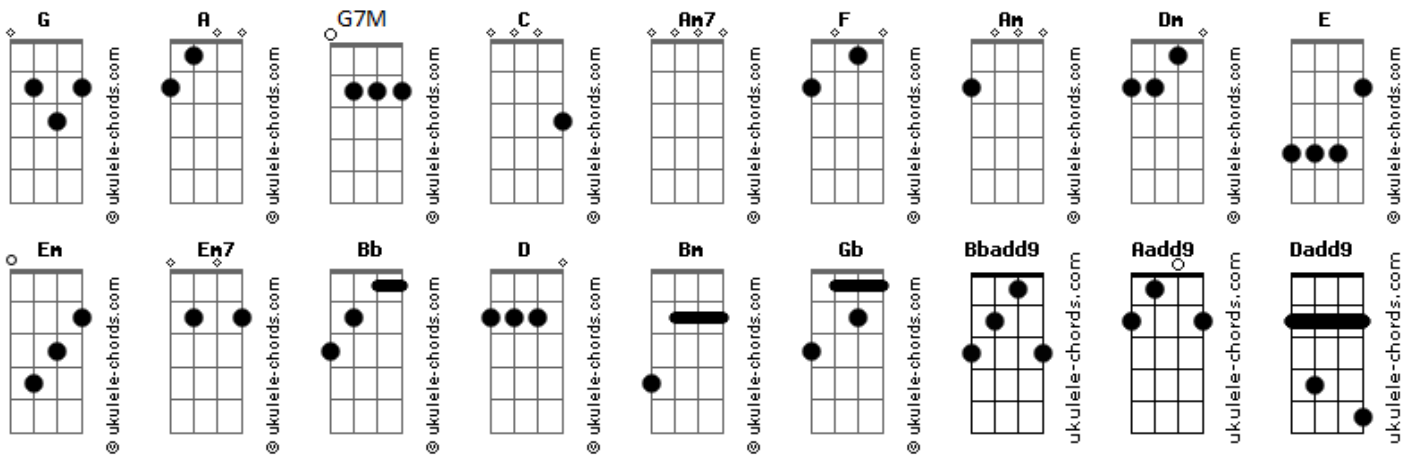 G A G7M C Am7 F Am Dm E
© ukulele-chords.com © ukulele-chords.com © ukulele-chords.com © ukulele-chords.com © ukulele-chords.com © ukulele-chords.com © ukulele-chords.com © ukulele-chords.com © ukulele-chords.com
Em Em7 Bb D Bm Gb Bbadd9 Aadd9 Dadd9
© ukulele-chords.com © ukulele-chords.com © ukulele-chords.com © ukulele-chords.com © ukulele-chords.com © ukulele-chords.com ukulele-chords.com ukulele-chords.com ukulele-chords.com